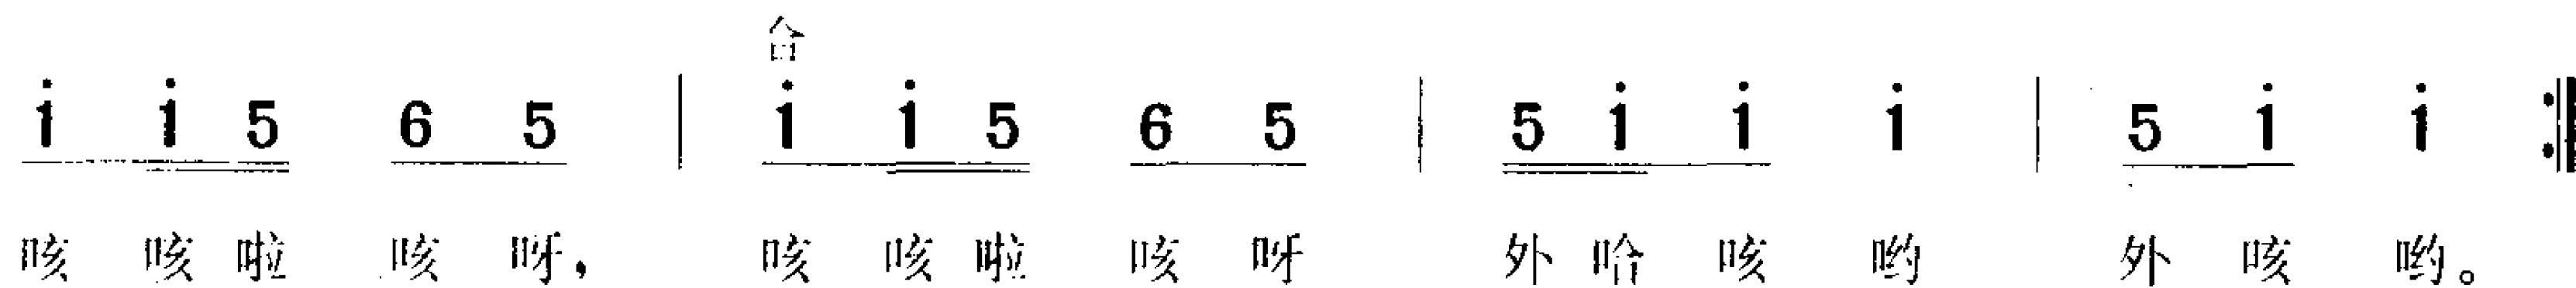 合
i i 5 6 5 | i i 5 6 5 | 5 i i i | 5 i i :‖
咳 咳啦 咳 呀， 咳 咳啦 咳 呀 外哈咳 哟 外 咳 哟。